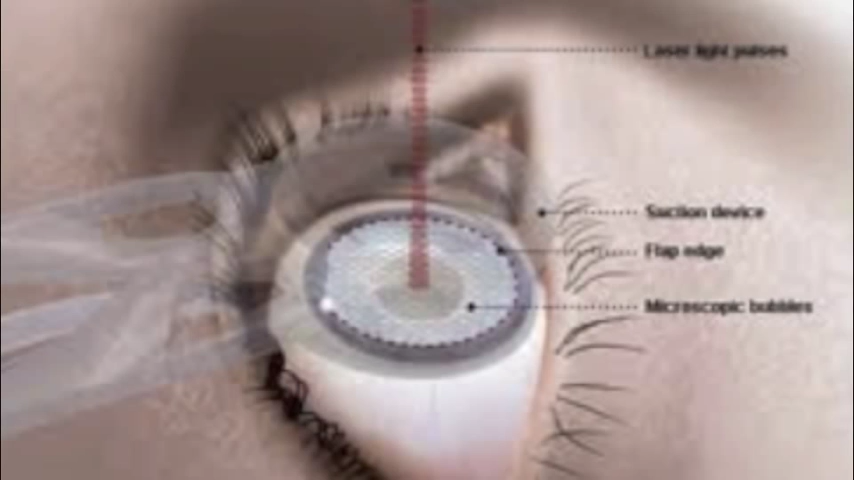 Laser light pulses
Suction device
Flap edge
Microscopic bubbles